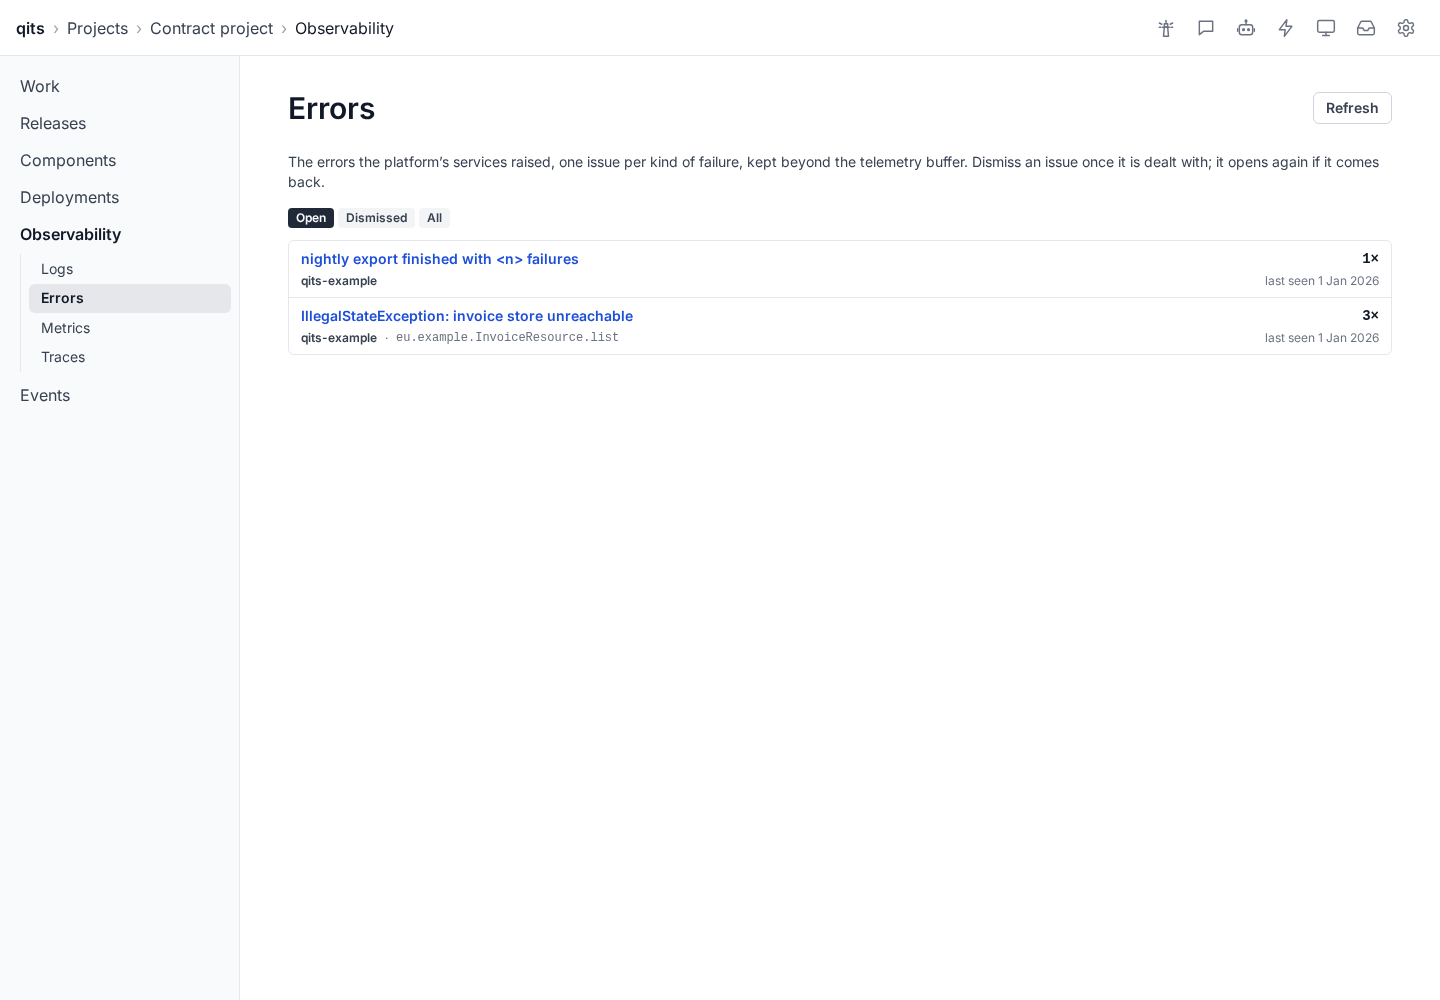 qits › Projects › Contract project › Observability
Work
Releases
Components
Deployments
Observability
Logs
Errors
Metrics
Traces
Events
Errors
Refresh
The errors the platform’s services raised, one issue per kind of failure, kept beyond the telemetry buffer. Dismiss an issue once it is dealt with; it opens again if it comes
back.
Open Dismissed All
nightly export finished with <n> failures 1×
qits-example last seen 1 Jan 2026
IllegalStateException: invoice store unreachable 3×
qits-example · eu.example.InvoiceResource.list last seen 1 Jan 2026